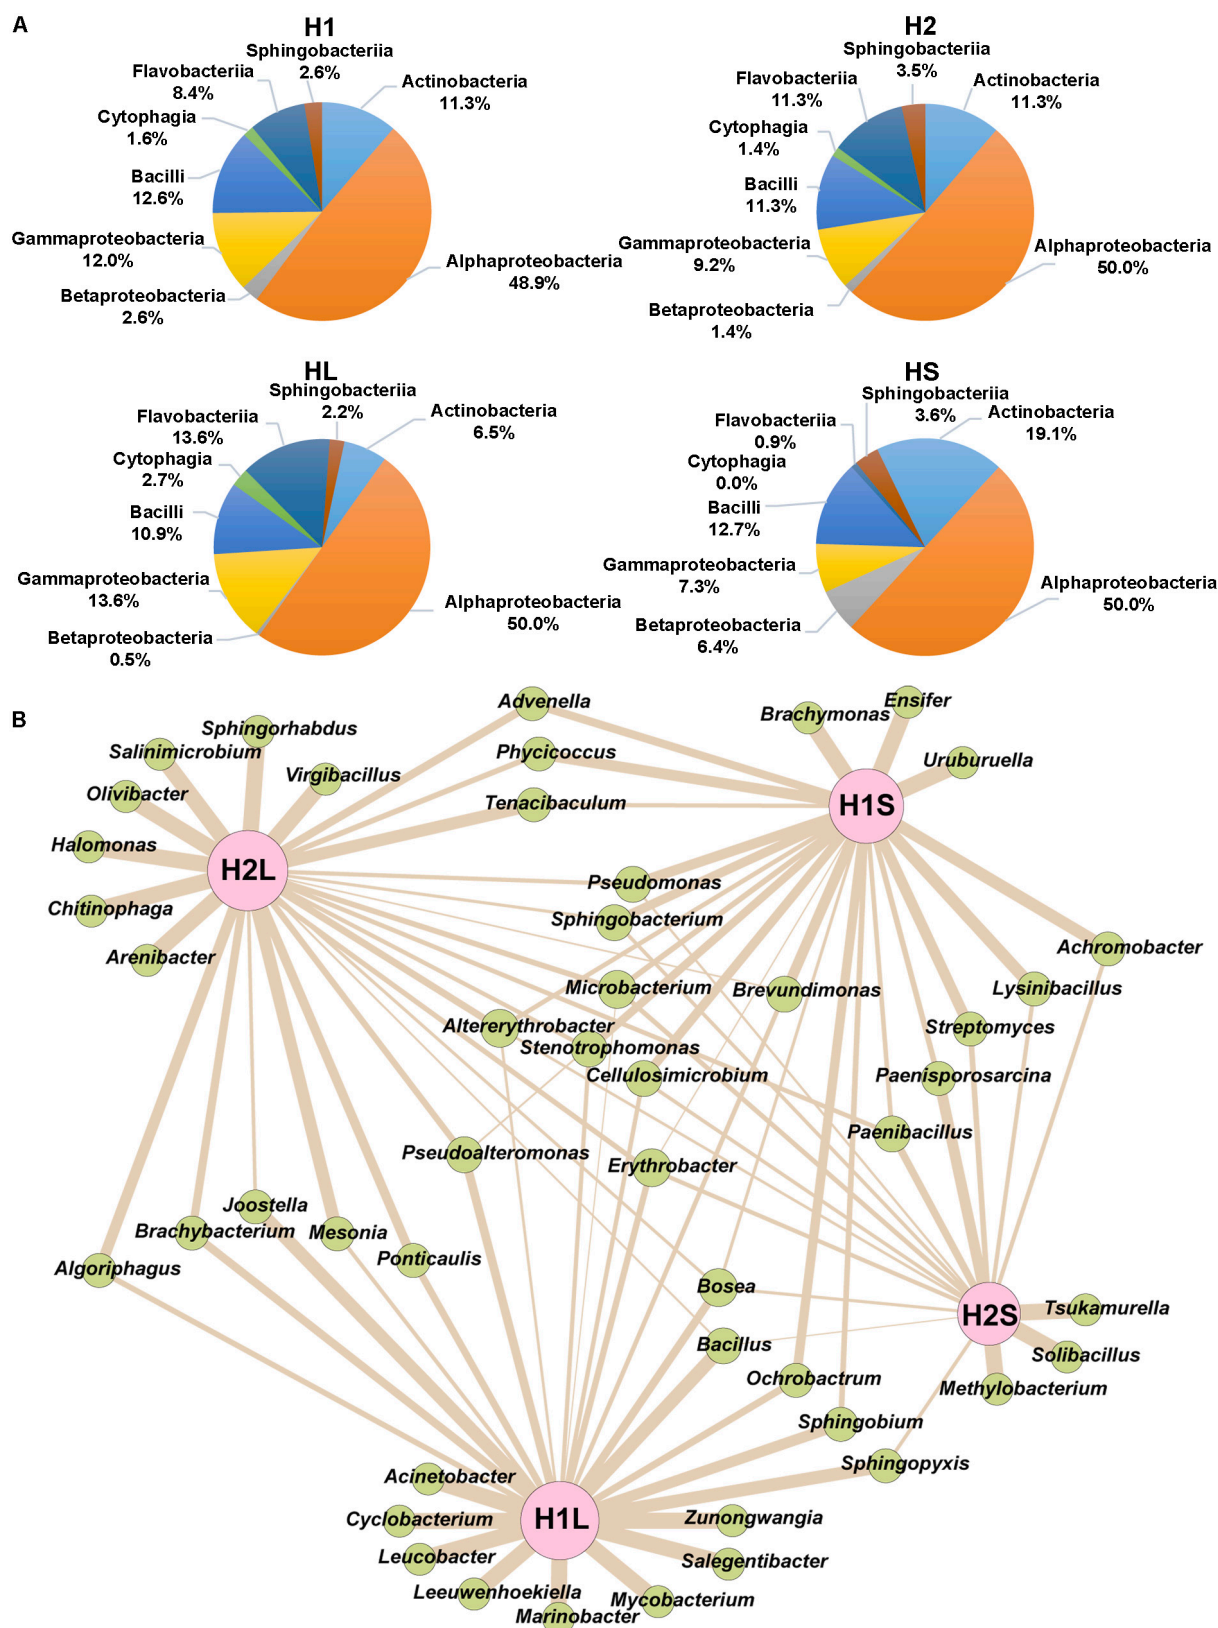 A
H1
Sphingobacteriia
2.6%
Flavobacteriia
8.4%
Actinobacteria
11.3%
Cytophagia
1.6%
Bacilli
12.6%
Gammaproteobacteria
12.0%
Alphaproteobacteria
48.9%
Betaproteobacteria
2.6%
H2
Sphingobacteriia
3.5%
Flavobacteriia
11.3%
Actinobacteria
11.3%
Cytophagia
1.4%
Bacilli
11.3%
Gammaproteobacteria
9.2%
Alphaproteobacteria
50.0%
Betaproteobacteria
1.4%
HL
Sphingobacteriia
2.2%
Flavobacteriia
13.6%
Actinobacteria
6.5%
Cytophagia
2.7%
Bacilli
10.9%
Gammaproteobacteria
13.6%
Alphaproteobacteria
50.0%
Betaproteobacteria
0.5%
HS
Sphingobacteriia
3.6%
Actinobacteria
19.1%
Flavobacteriia
0.9%
Cytophagia
0.0%
Bacilli
12.7%
Gammaproteobacteria
7.3%
Alphaproteobacteria
50.0%
Betaproteobacteria
6.4%
B
Advenella
Ensifer
Brachymonas
Sphingorhabdus
Salinimicrobium
Phycicoccus
Uruburuella
Virgibacillus
Olivibacter
Tenacibaculum
H1S
Halomonas
H2L
Pseudomonas
Chitinophaga
Sphingobacterium
Arenibacter
Achromobacter
Microbacterium
Brevundimonas
Lysinibacillus
Altererythrobacter
Streptomyces
Stenotrophomonas
Cellulosimicrobium
Paenisporosarcina
Paenibacillus
Pseudoalteromonas
Erythrobacter
Joostella
Brachybacterium
Mesonia
Ponticaulis
Algoriphagus
Bosea
H2S
Tsukamurella
Bacillus
Solibacillus
Ochrobactrum
Methylobacterium
Sphingobium
Sphingopyxis
Acinetobacter
Cyclobacterium
H1L
Zunongwangia
Leucobacter
Salegentibacter
Leeuwenhoekiella
Mycobacterium
Marinobacter